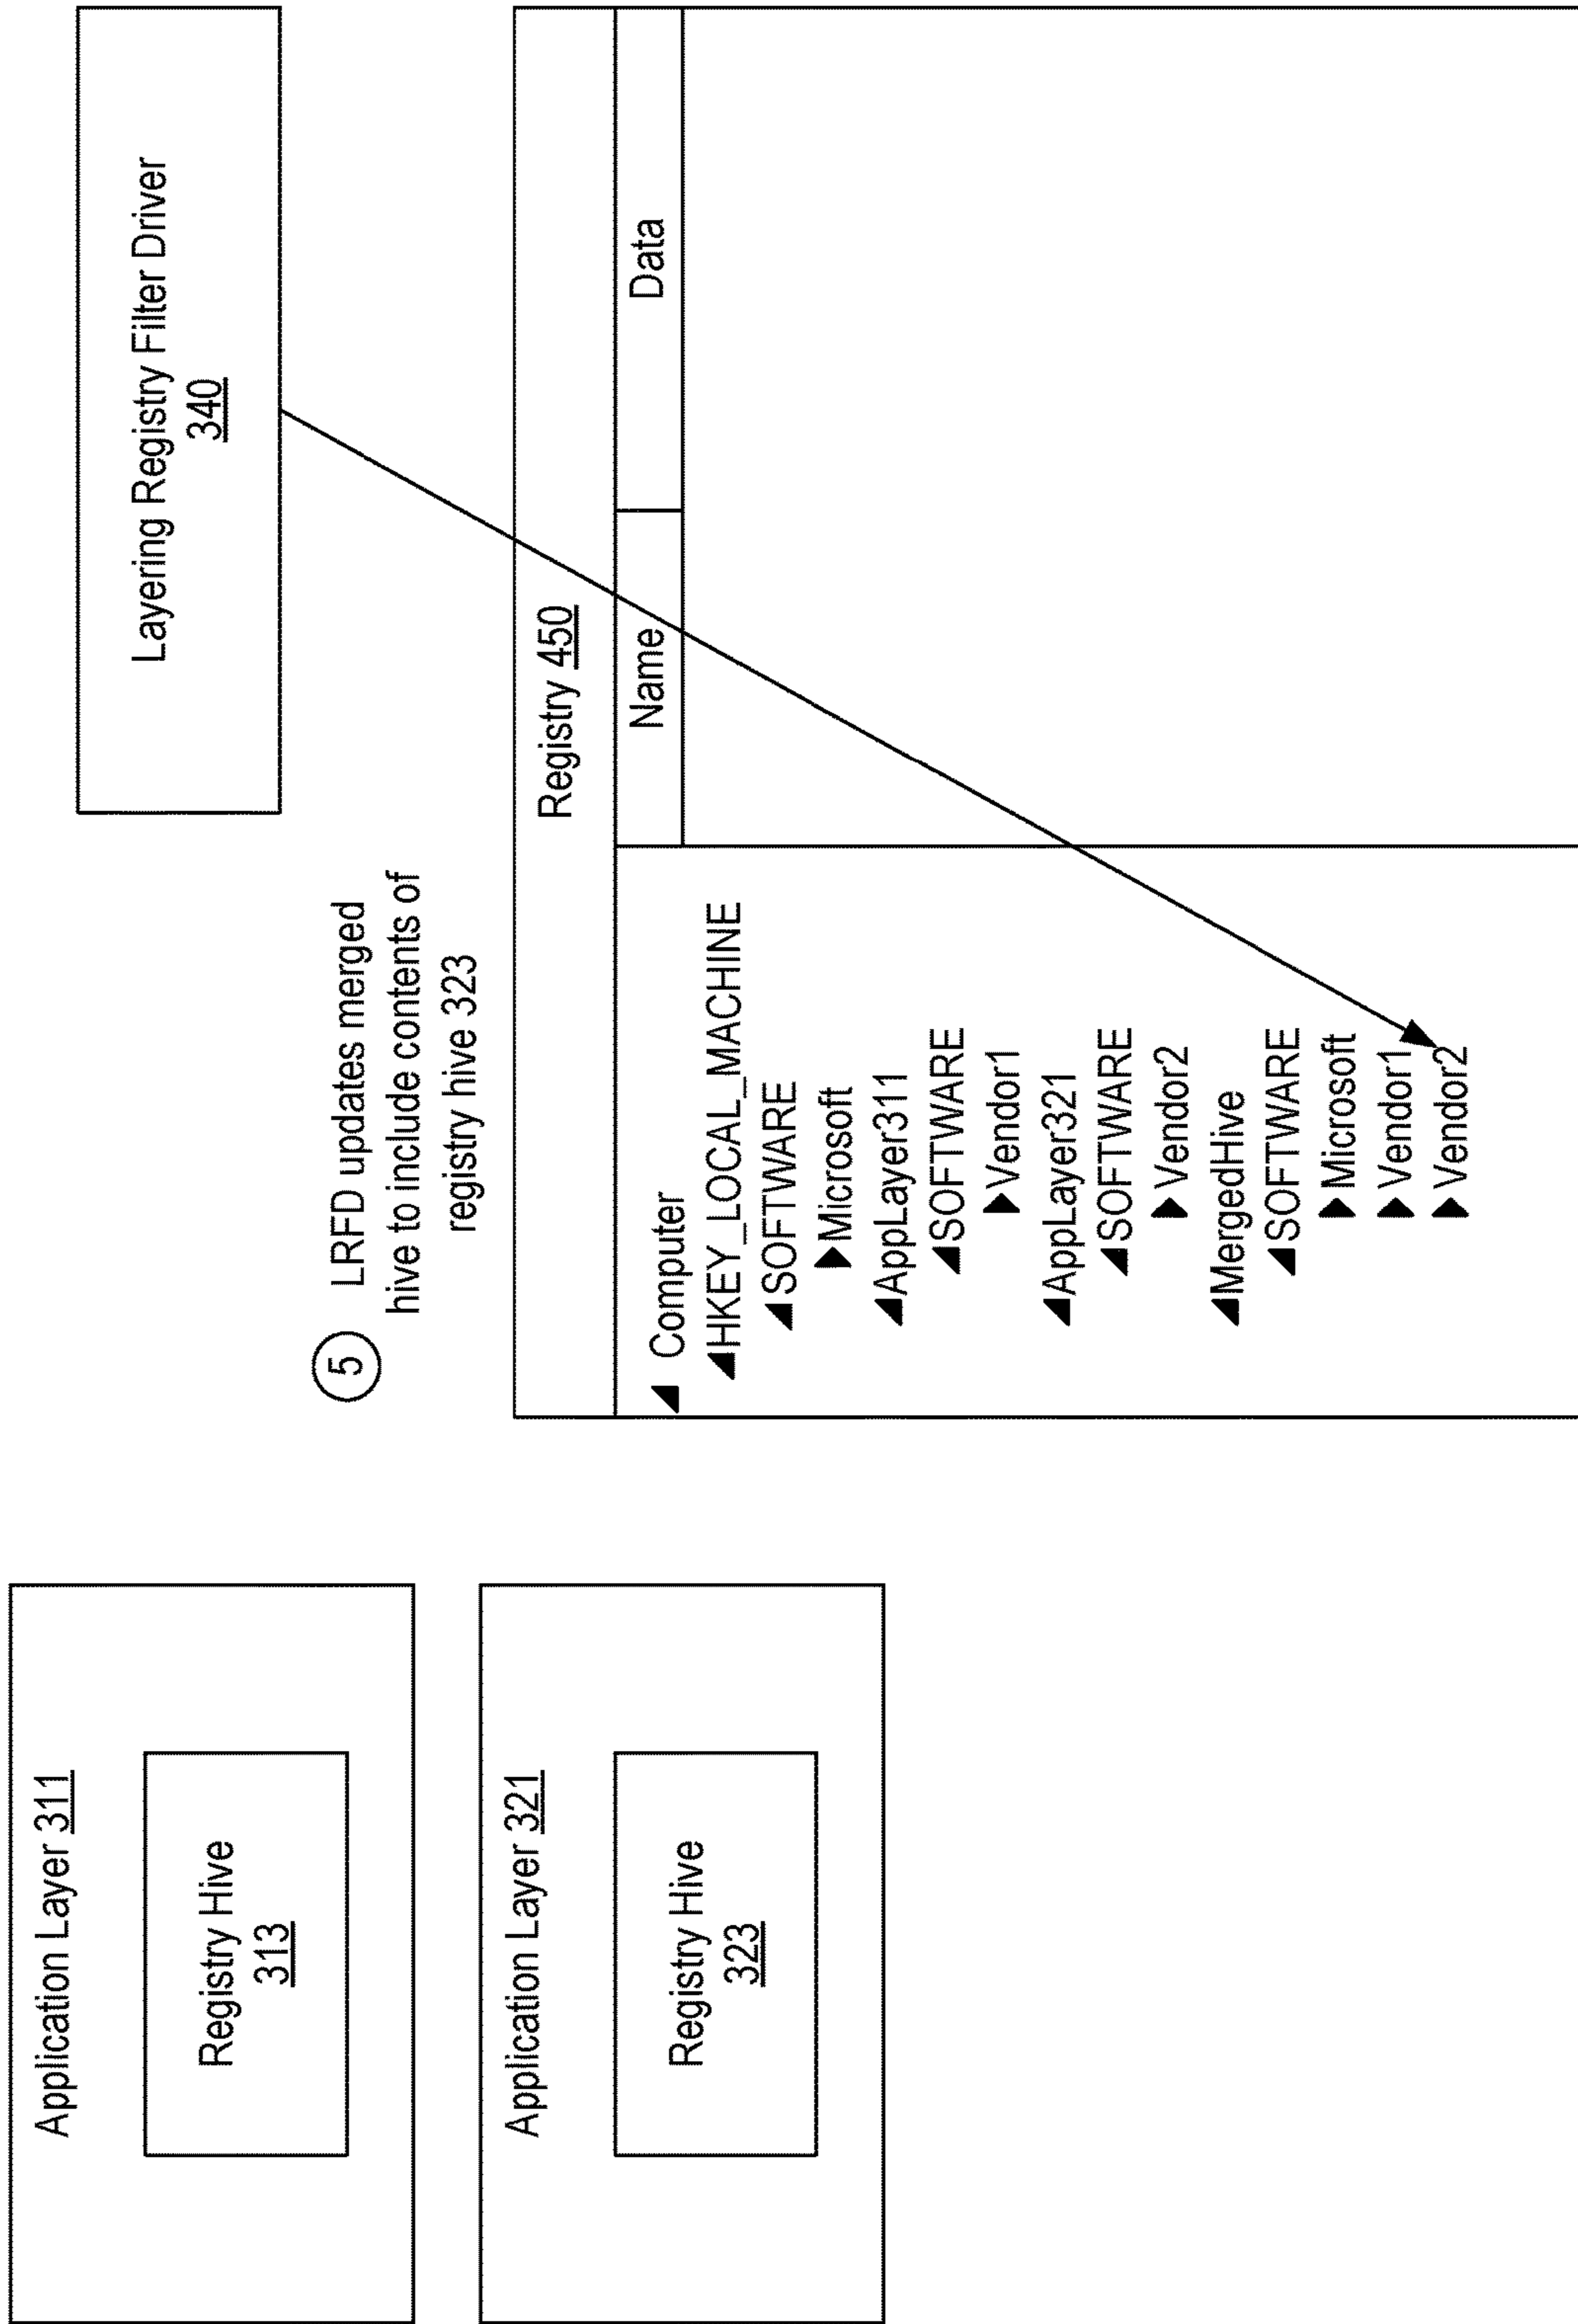 Application Layer 311
Registry Hive
313
Application Layer 321
Registry Hive
323
Layering Registry Filter Driver
340
5 LRFD updates merged
hive to include contents of
registry hive 323
Registry 450
Name Data
Computer
HKEY_LOCAL_MACHINE
SOFTWARE
Microsoft
AppLayer311
SOFTWARE
Vendor1
AppLayer321
SOFTWARE
Vendor2
MergedHive
SOFTWARE
Microsoft
Vendor1
Vendor2